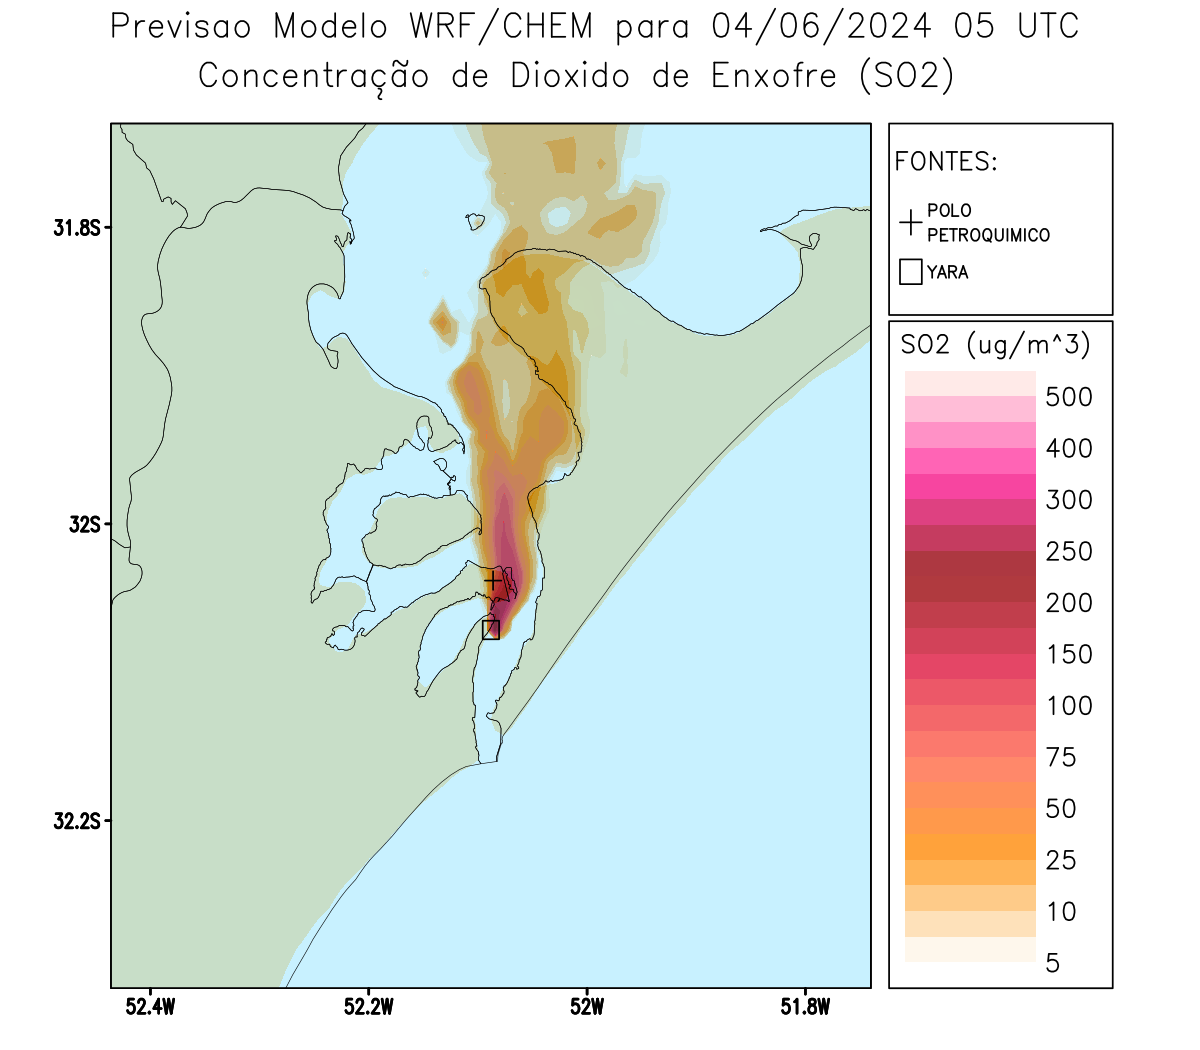 Previsao Modelo WRF/CHEM para 04/06/2024 05 UTC
Concentração de Dioxido de Enxofre (SO2)
FONTES:
POLO
PETROQUIMICO
YARA
31.8S
32S
32.2S
52.4W
52.2W
52W
51.8W
SO2 (ug/m^3)
500
400
300
250
200
150
100
75
50
25
10
5